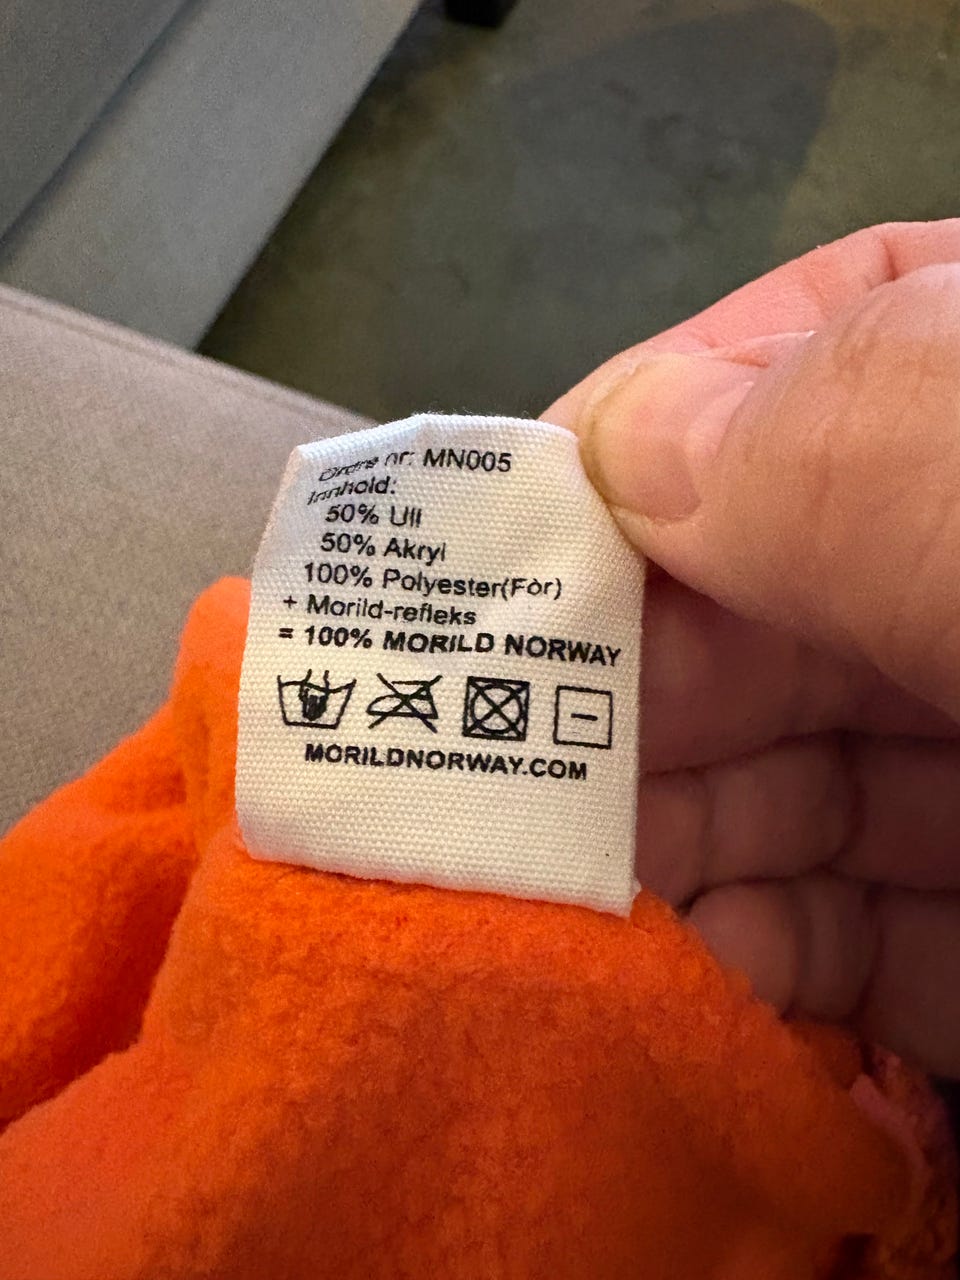 Ordre nr: MN005
Innhold:
50% Ull
50% Akryl
100% Polyester(Fòr)
+ Morild-refleks
= 100% MORILD NORWAY
MORILDNORWAY.COM